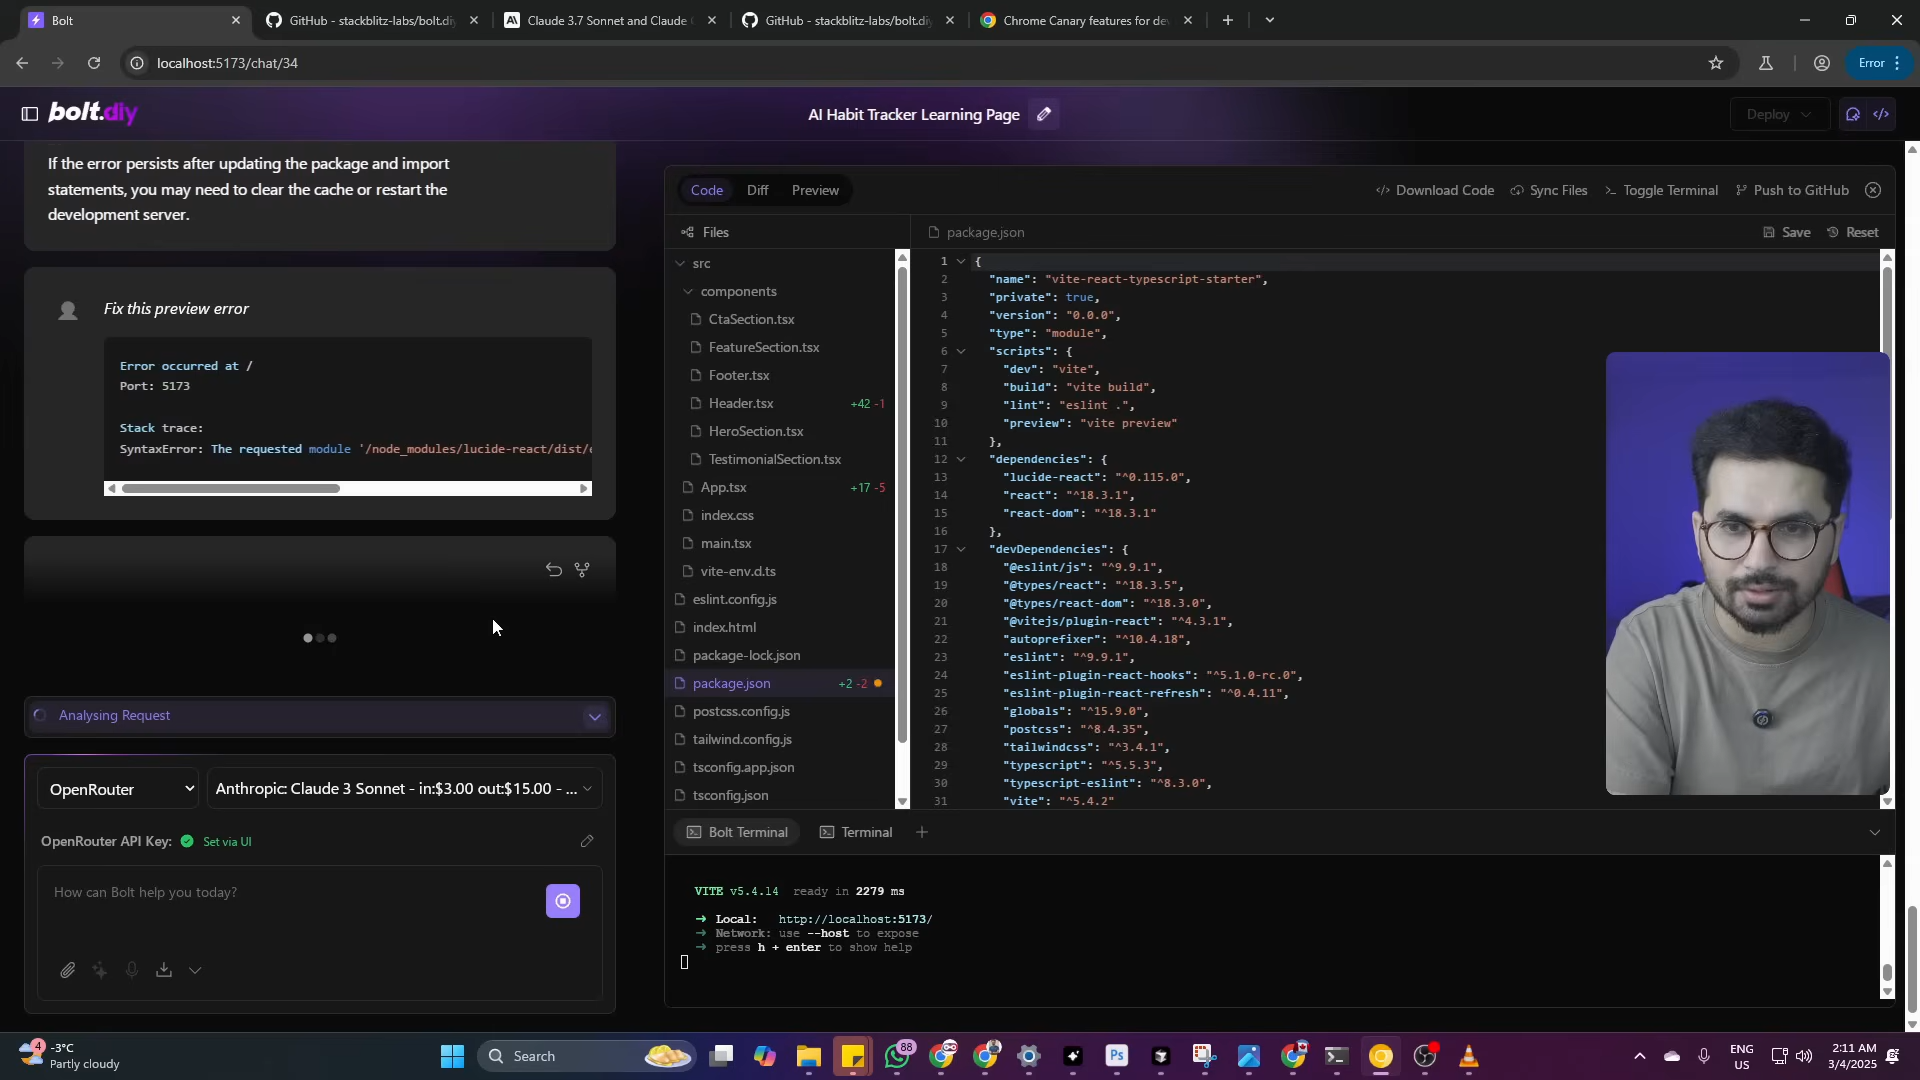 Bolt
GitHub - stackblitz-labs/bolt.diy
Claude 3.7 Sonnet and Claude
GitHub - stackblitz-labs/bolt.diy
Chrome Canary features for de
localhost:5173/chat/34
Error
bolt.diy
AI Habit Tracker Learning Page
Deploy
If the error persists after updating the package and import
statements, you may need to clear the cache or restart the
development server.
Fix this preview error
Error occurred at /
Port: 5173
Stack trace:
SyntaxError: The requested module '/node_modules/lucide-react/dist/
Analysing Request
OpenRouter
Anthropic: Claude 3 Sonnet - in:$3.00 out:$15.00 - ...
OpenRouter API Key: Set via UI
How can Bolt help you today?
Code
Diff
Preview
Download Code
Sync Files
Toggle Terminal
Push to GitHub
Files
src
components
CtaSection.tsx
FeatureSection.tsx
Footer.tsx
Header.tsx +42 -1
HeroSection.tsx
TestimonialSection.tsx
App.tsx +17 -5
index.css
main.tsx
vite-env.d.ts
eslint.config.js
index.html
package-lock.json
package.json +2 -2
postcss.config.js
tailwind.config.js
tsconfig.app.json
tsconfig.json
package.json
Save
Reset
1 {
2 "name": "vite-react-typescript-starter",
3 "private": true,
4 "version": "0.0.0",
5 "type": "module",
6 "scripts": {
7 "dev": "vite",
8 "build": "vite build",
9 "lint": "eslint .",
10 "preview": "vite preview"
11 },
12 "dependencies": {
13 "lucide-react": "^0.115.0",
14 "react": "^18.3.1",
15 "react-dom": "^18.3.1"
16 },
17 "devDependencies": {
18 "@eslint/js": "^9.9.1",
19 "@types/react": "^18.3.5",
20 "@types/react-dom": "^18.3.0",
21 "@vitejs/plugin-react": "^4.3.1",
22 "autoprefixer": "^10.4.18",
23 "eslint": "^9.9.1",
24 "eslint-plugin-react-hooks": "^5.1.0-rc.0",
25 "eslint-plugin-react-refresh": "^0.4.11",
26 "globals": "^15.9.0",
27 "postcss": "^8.4.35",
28 "tailwindcss": "^3.4.1",
29 "typescript": "^5.5.3",
30 "typescript-eslint": "^8.3.0",
31 "vite": "^5.4.2"
Bolt Terminal
Terminal
VITE v5.4.14 ready in 2279 ms
➜ Local: http://localhost:5173/
➜ Network: use --host to expose
➜ press h + enter to show help
4
-3°C
Partly cloudy
Search
88
Ps
ENG
US
2:11 AM
3/4/2025